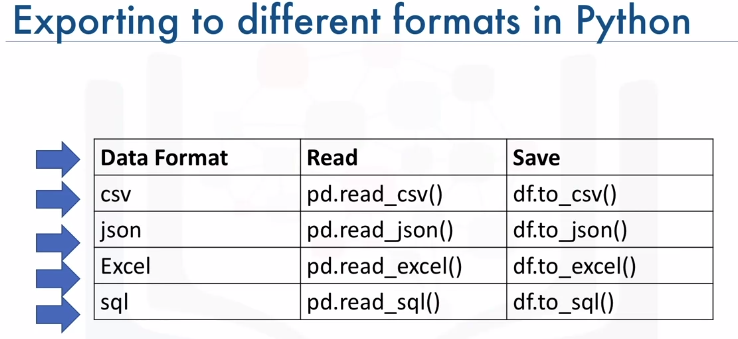 Exporting to different formats in Python
Data Format Read Save
csv pd.read_csv() df.to_csv()
json pd.read_json() df.to_json()
Excel pd.read_excel() df.to_excel()
sql pd.read_sql() df.to_sql()